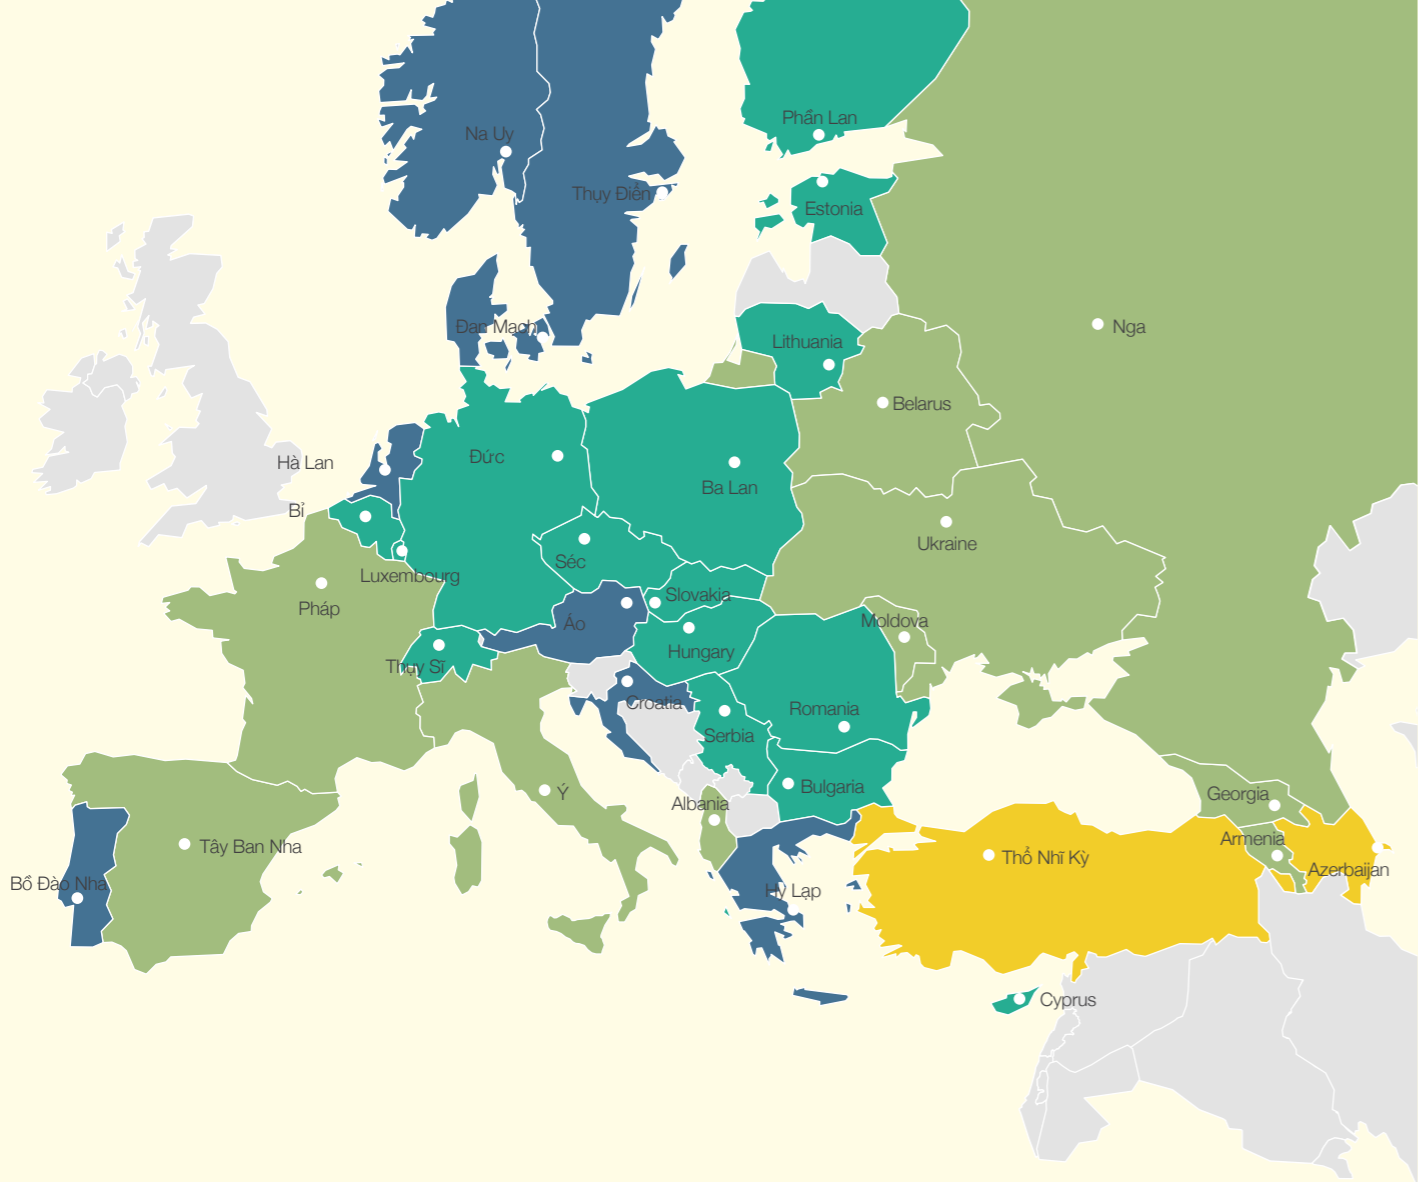 Phần Lan
Na Uy
Thụy Điển
Estonia
Đan Mạch
Nga
Lithuania
Belarus
Hà Lan
Đức
Ba Lan
Bỉ
Ukraine
Séc
Luxembourg
Slovakia
Pháp
Áo
Moldova
Hungary
Thụy Sĩ
Croatia
Romania
Serbia
Bulgaria
Ý
Albania
Georgia
Armenia
Tây Ban Nha
Thổ Nhĩ Kỳ
Azerbaijan
Bồ Đào Nha
Hy Lạp
Cyprus